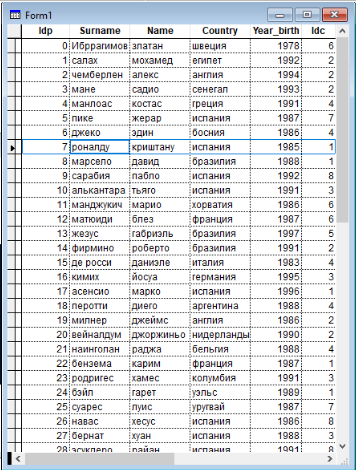 Form1
Idp Surname Name Country Year_birth Idc
0 Ибррагимов златан швеция 1978 6
1 салах мохамед египет 1992 2
2 чемберлен алекс англия 1994 2
3 мане садио сенегал 1993 2
4 манлоас костас греция 1991 4
5 пике жерар испания 1987 7
6 джеко эдин босния 1986 4
7 роналду криштану испания 1985 1
8 марсело давид бразилия 1988 1
9 сарабия пабло испания 1992 8
10 алькантара тьяго испания 1991 3
11 манджукич марио хорватия 1986 6
12 матюиди блез франция 1987 6
13 жезус габриэль бразилия 1997 5
14 фирмино роберто бразилия 1991 2
15 де росси даниэле италия 1983 4
16 кимих йосуа германия 1995 3
17 асенсио марко испания 1996 1
18 перотти диего аргентина 1988 4
19 милнер джеймс англия 1986 2
20 вейналдум джоржиньо нидерланды 1990 2
21 наинголан раджа бельгия 1988 4
22 бензема карим франция 1987 1
23 родригес хамес колумбия 1991 3
24 бэйл гарет уэльс 1989 1
25 суарес луис уругвай 1987 7
26 навас хесус испания 1986 8
27 бернат хуан испания 1988 3
28 эскулеро райан испания 1991 8